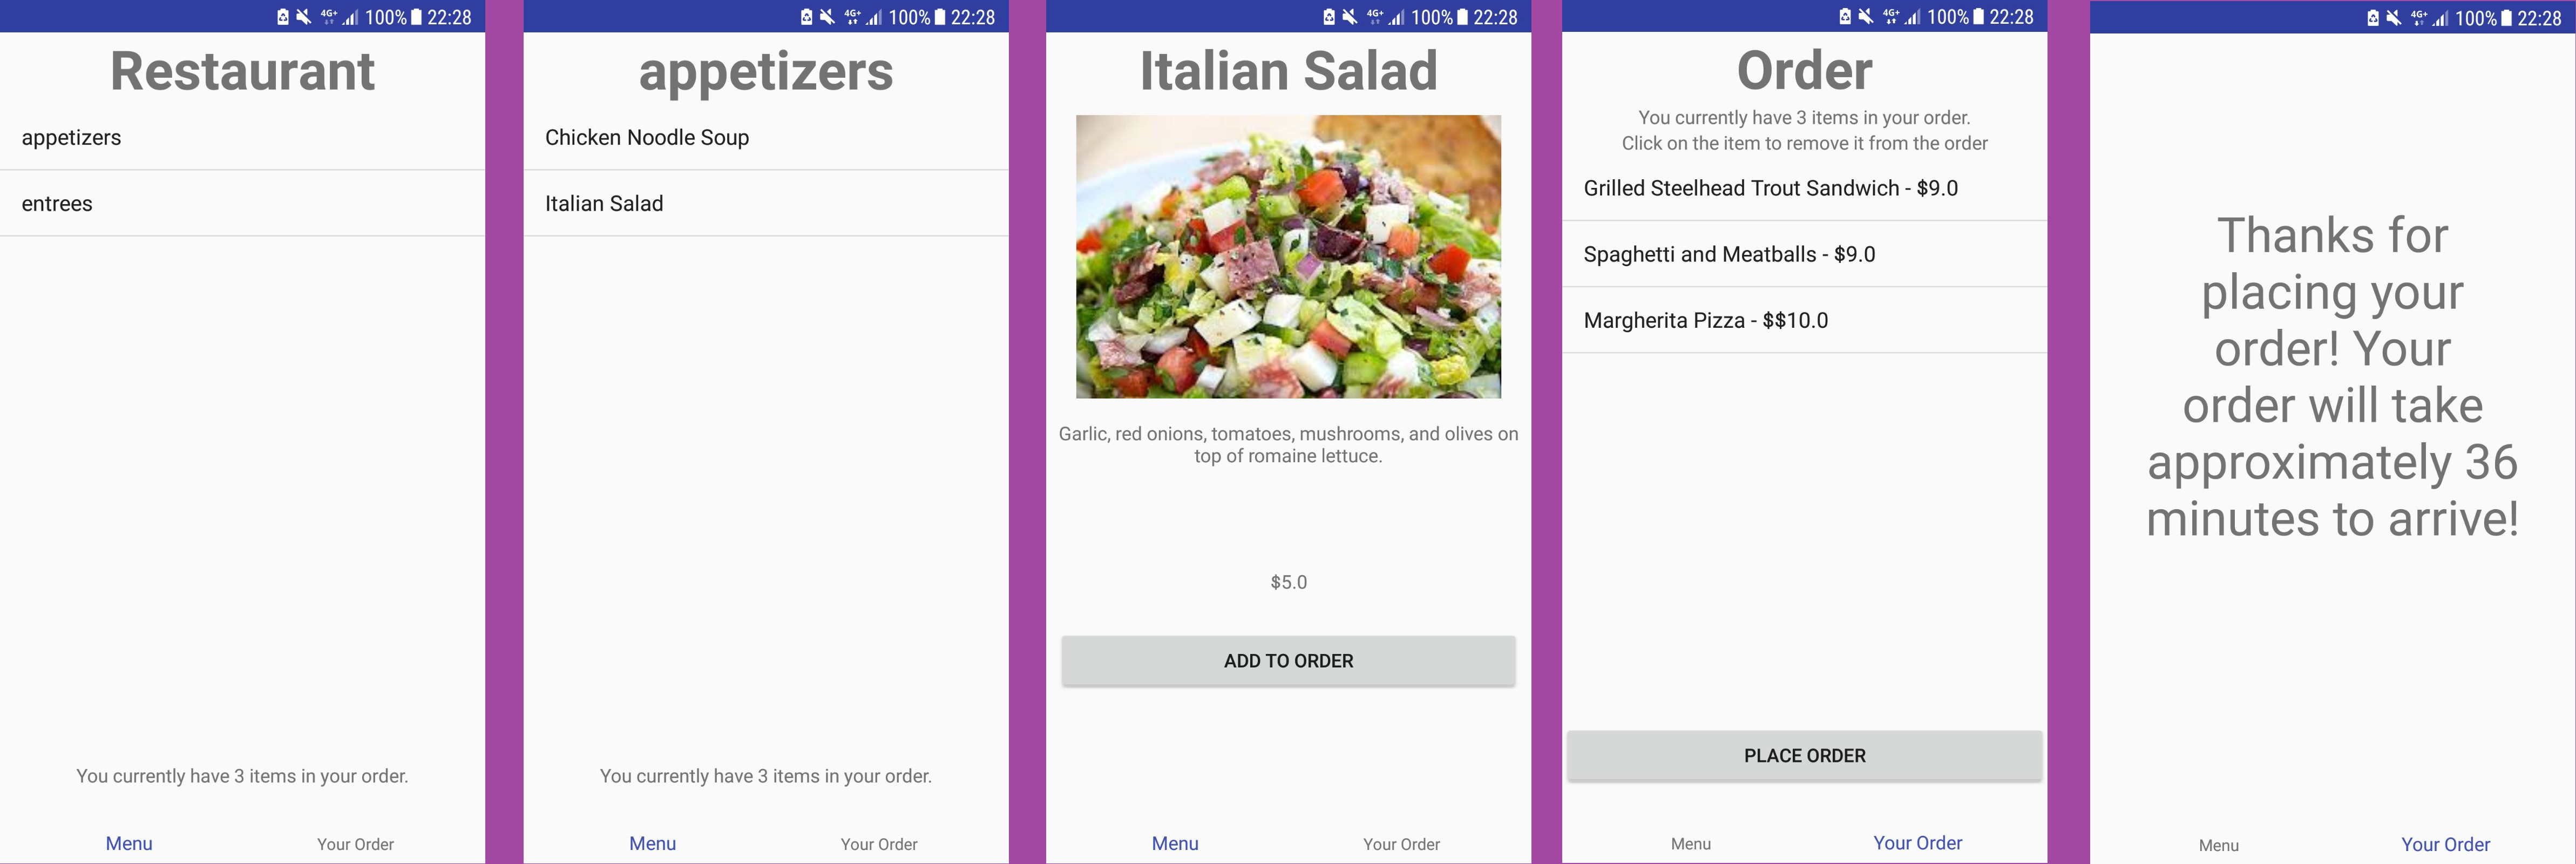 4G+ 100% 22:28
Restaurant
appetizers
entrees
You currently have 3 items in your order.
Menu Your Order
4G+ 100% 22:28
appetizers
Chicken Noodle Soup
Italian Salad
You currently have 3 items in your order.
Menu Your Order
4G+ 100% 22:28
Italian Salad
Garlic, red onions, tomatoes, mushrooms, and olives on
top of romaine lettuce.
$5.0
ADD TO ORDER
Menu Your Order
4G+ 100% 22:28
Order
You currently have 3 items in your order.
Click on the item to remove it from the order
Grilled Steelhead Trout Sandwich - $9.0
Spaghetti and Meatballs - $9.0
Margherita Pizza - $$10.0
PLACE ORDER
Menu Your Order
4G+ 100% 22:28
Thanks for
placing your
order! Your
order will take
approximately 36
minutes to arrive!
Menu Your Order